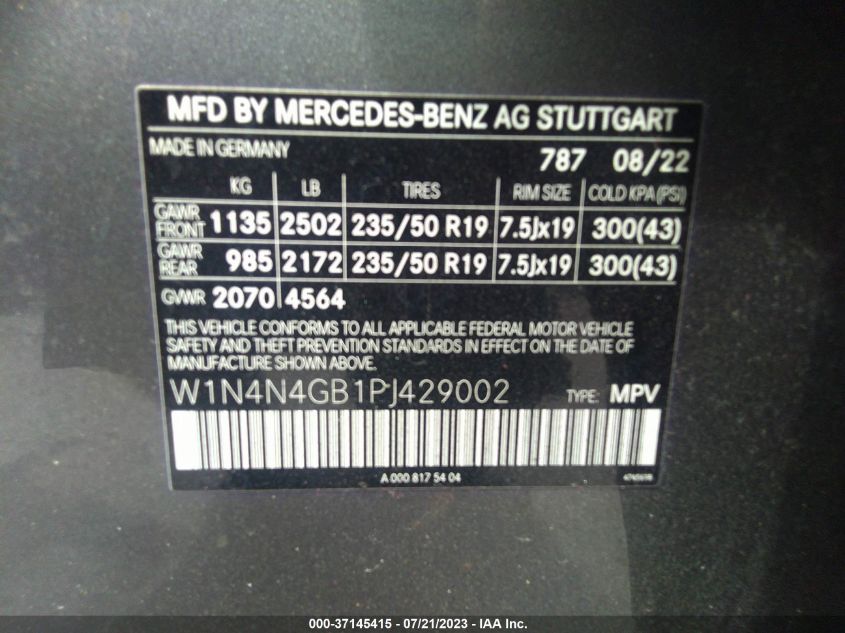 MFD BY MERCEDES-BENZ AG STUTTGART
MADE IN GERMANY 787 08/22
KG LB TIRES RIM SIZE COLD KPA(PSI)
GAWR FRONT 1135 2502 235/50 R19 7.5Jx19 300(43)
GAWR REAR 985 2172 235/50 R19 7.5Jx19 300(43)
GVWR 2070 4564
THIS VEHICLE CONFORMS TO ALL APPLICABLE FEDERAL MOTOR VEHICLE
SAFETY AND THEFT PREVENTION STANDARDS IN EFFECT ON THE DATE OF
MANUFACTURE SHOWN ABOVE.
W1N4N4GB1PJ429002 TYPE: MPV
A 000 817 54 04
000-37145415 - 07/21/2023 - IAA Inc.